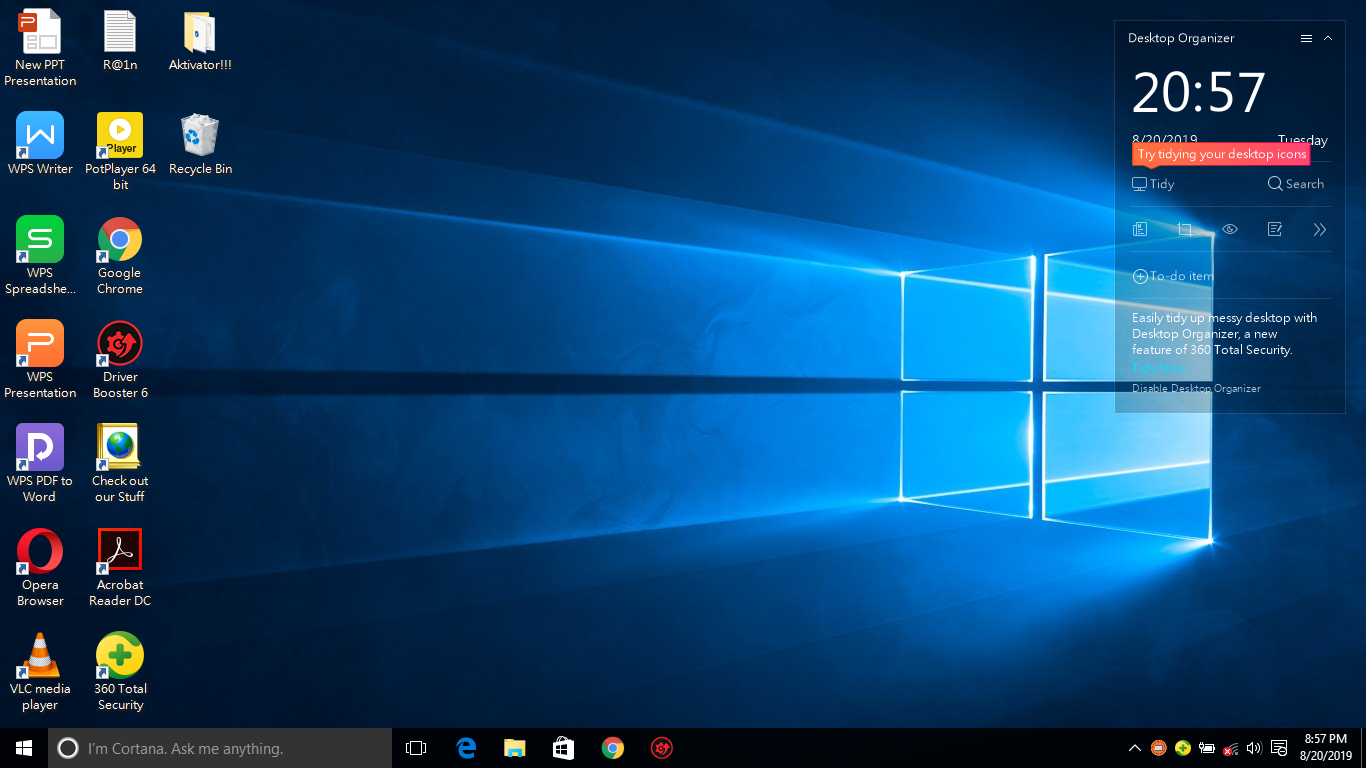 New PPT
Presentation
R@1n
Aktivator!!!
WPS Writer
Player
PotPlayer 64
bit
Recycle Bin
WPS
Spreadshe...
Google
Chrome
WPS
Presentation
Driver
Booster 6
WPS PDF to
Word
Check out
our Stuff
Opera
Browser
Acrobat
Reader DC
VLC media
player
360 Total
Security
Desktop Organizer
20:57
8/20/2019 Tuesday
Try tidying your desktop icons
Tidy Search
To-do item
Easily tidy up messy desktop with
Desktop Organizer, a new
feature of 360 Total Security.
Tidy Now
Disable Desktop Organizer
I'm Cortana. Ask me anything.
8:57 PM
8/20/2019